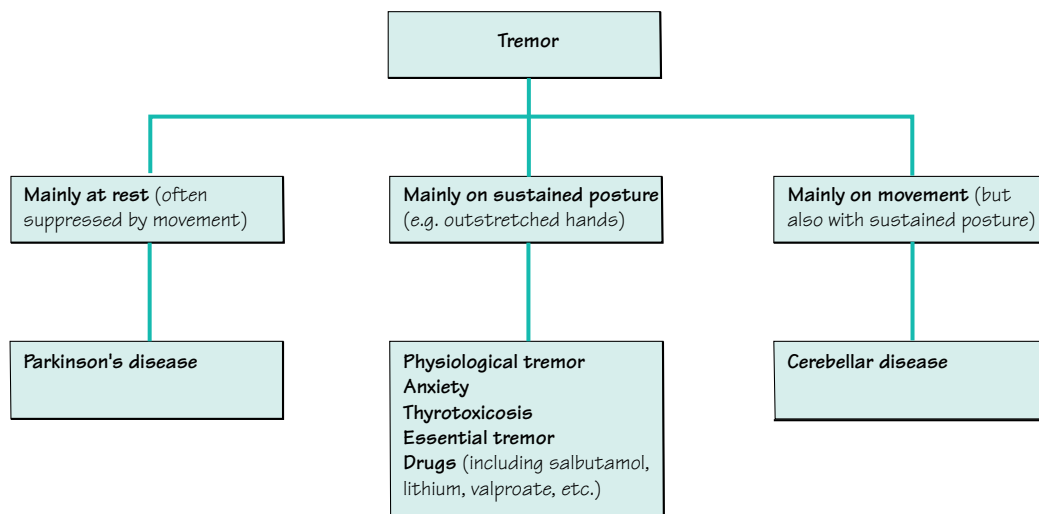 Tremor
Mainly at rest (often
suppressed by movement)
Mainly on sustained posture
(e.g. outstretched hands)
Mainly on movement (but
also with sustained posture)
Parkinson's disease
Physiological tremor
Anxiety
Thyrotoxicosis
Essential tremor
Drugs (including salbutamol,
lithium, valproate, etc.)
Cerebellar disease